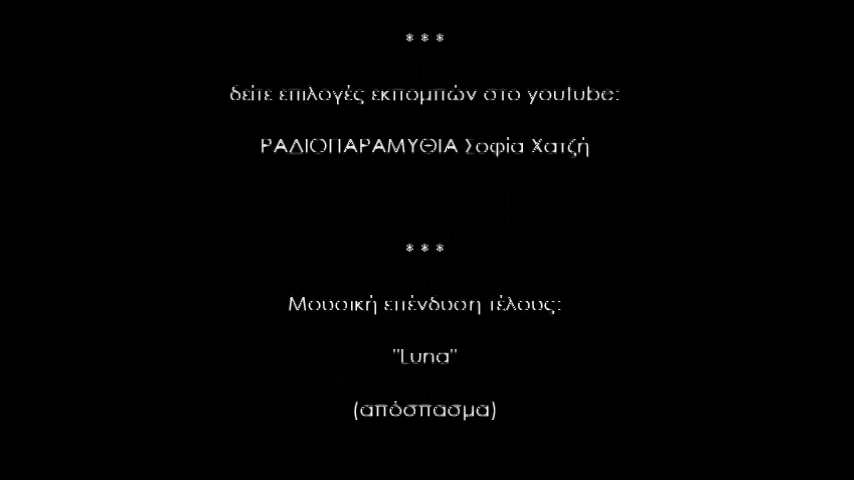 * * *
δείτε επιλογές εκπομπών στο youtube:
ΡΑΔΙΟΠΑΡΑΜΥΘΙΑ Σοφία Χατζή
* * *
Μουσική επένδυση τέλους:
"Luna"
(απόσπασμα)